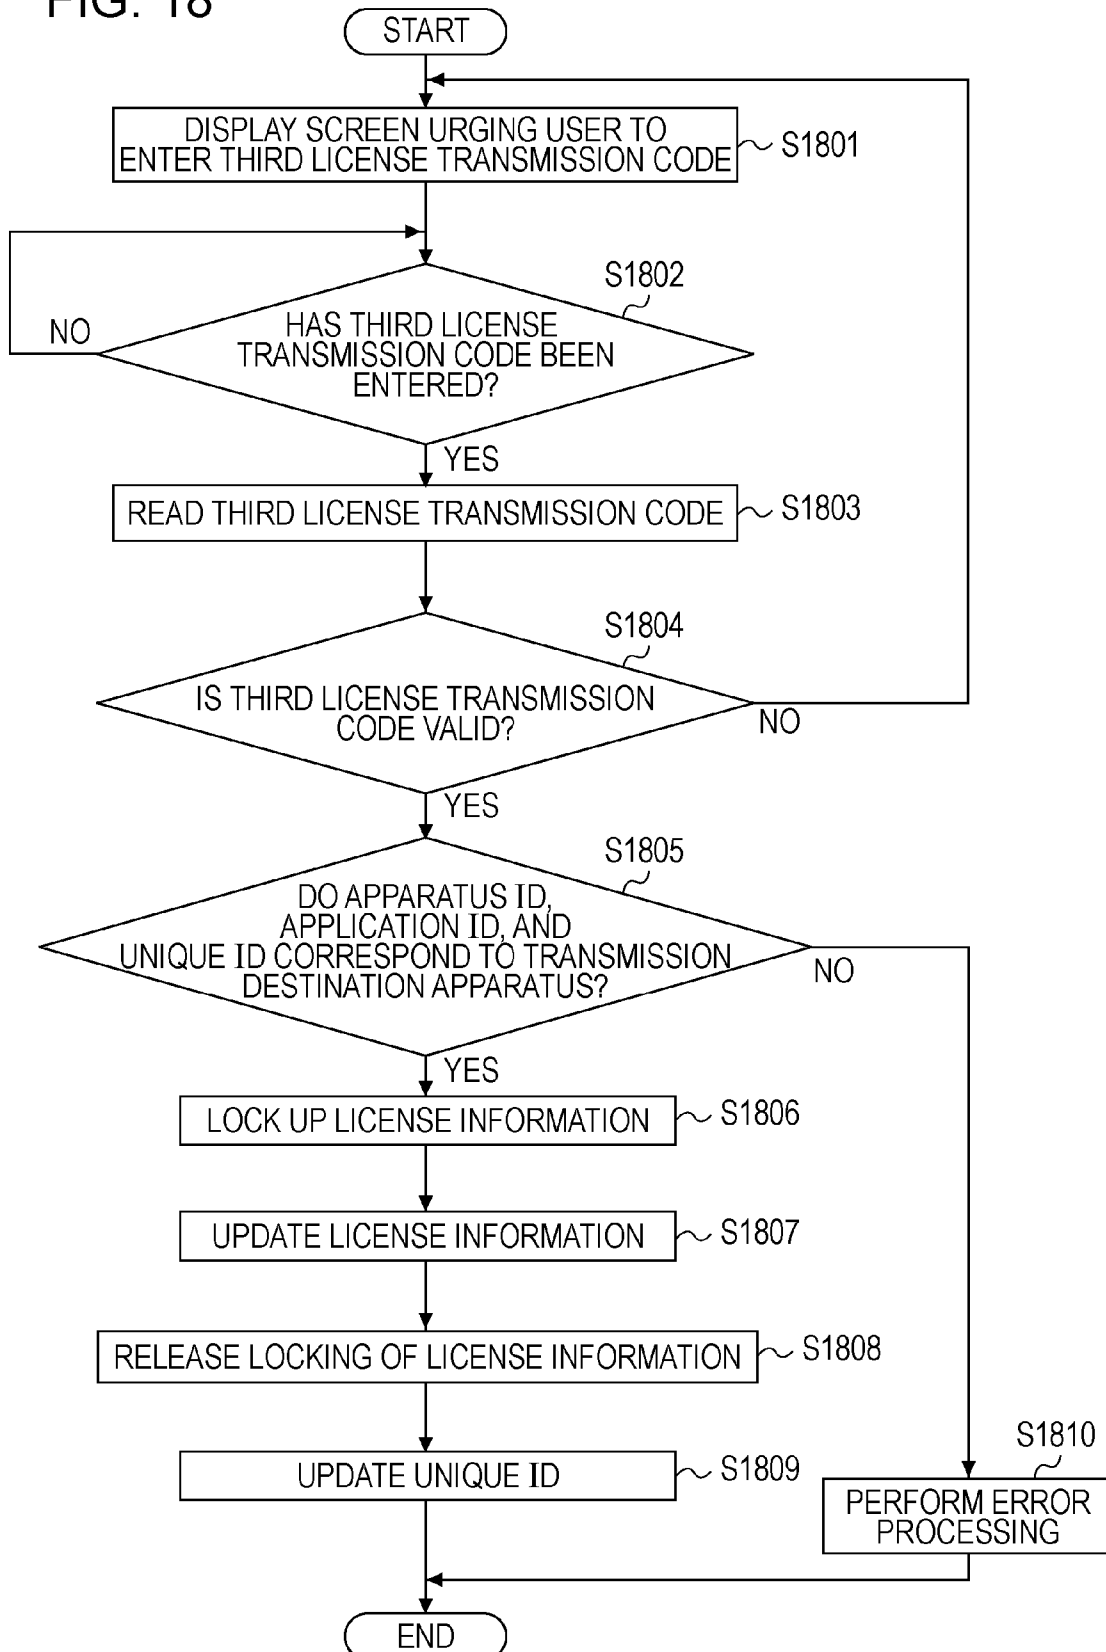 FIG. 18
START
DISPLAY SCREEN URGING USER TO
ENTER THIRD LICENSE TRANSMISSION CODE
S1801
S1802
HAS THIRD LICENSE
TRANSMISSION CODE BEEN
ENTERED?
NO
YES
READ THIRD LICENSE TRANSMISSION CODE
S1803
S1804
IS THIRD LICENSE TRANSMISSION
CODE VALID?
NO
YES
S1805
DO APPARATUS ID,
APPLICATION ID, AND
UNIQUE ID CORRESPOND TO TRANSMISSION
DESTINATION APPARATUS?
NO
YES
LOCK UP LICENSE INFORMATION
S1806
UPDATE LICENSE INFORMATION
S1807
RELEASE LOCKING OF LICENSE INFORMATION
S1808
UPDATE UNIQUE ID
S1809
S1810
PERFORM ERROR
PROCESSING
END